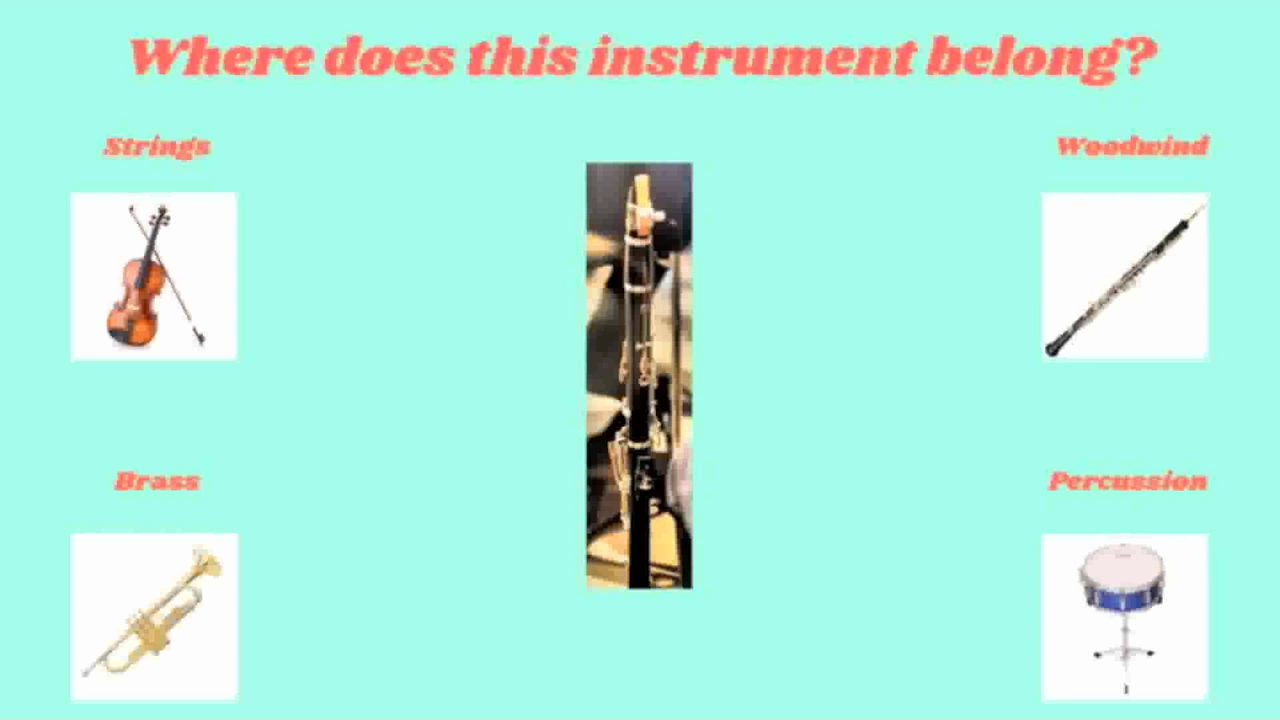 Where does this instrument belong?
Strings
Woodwind
Brass
Percussion